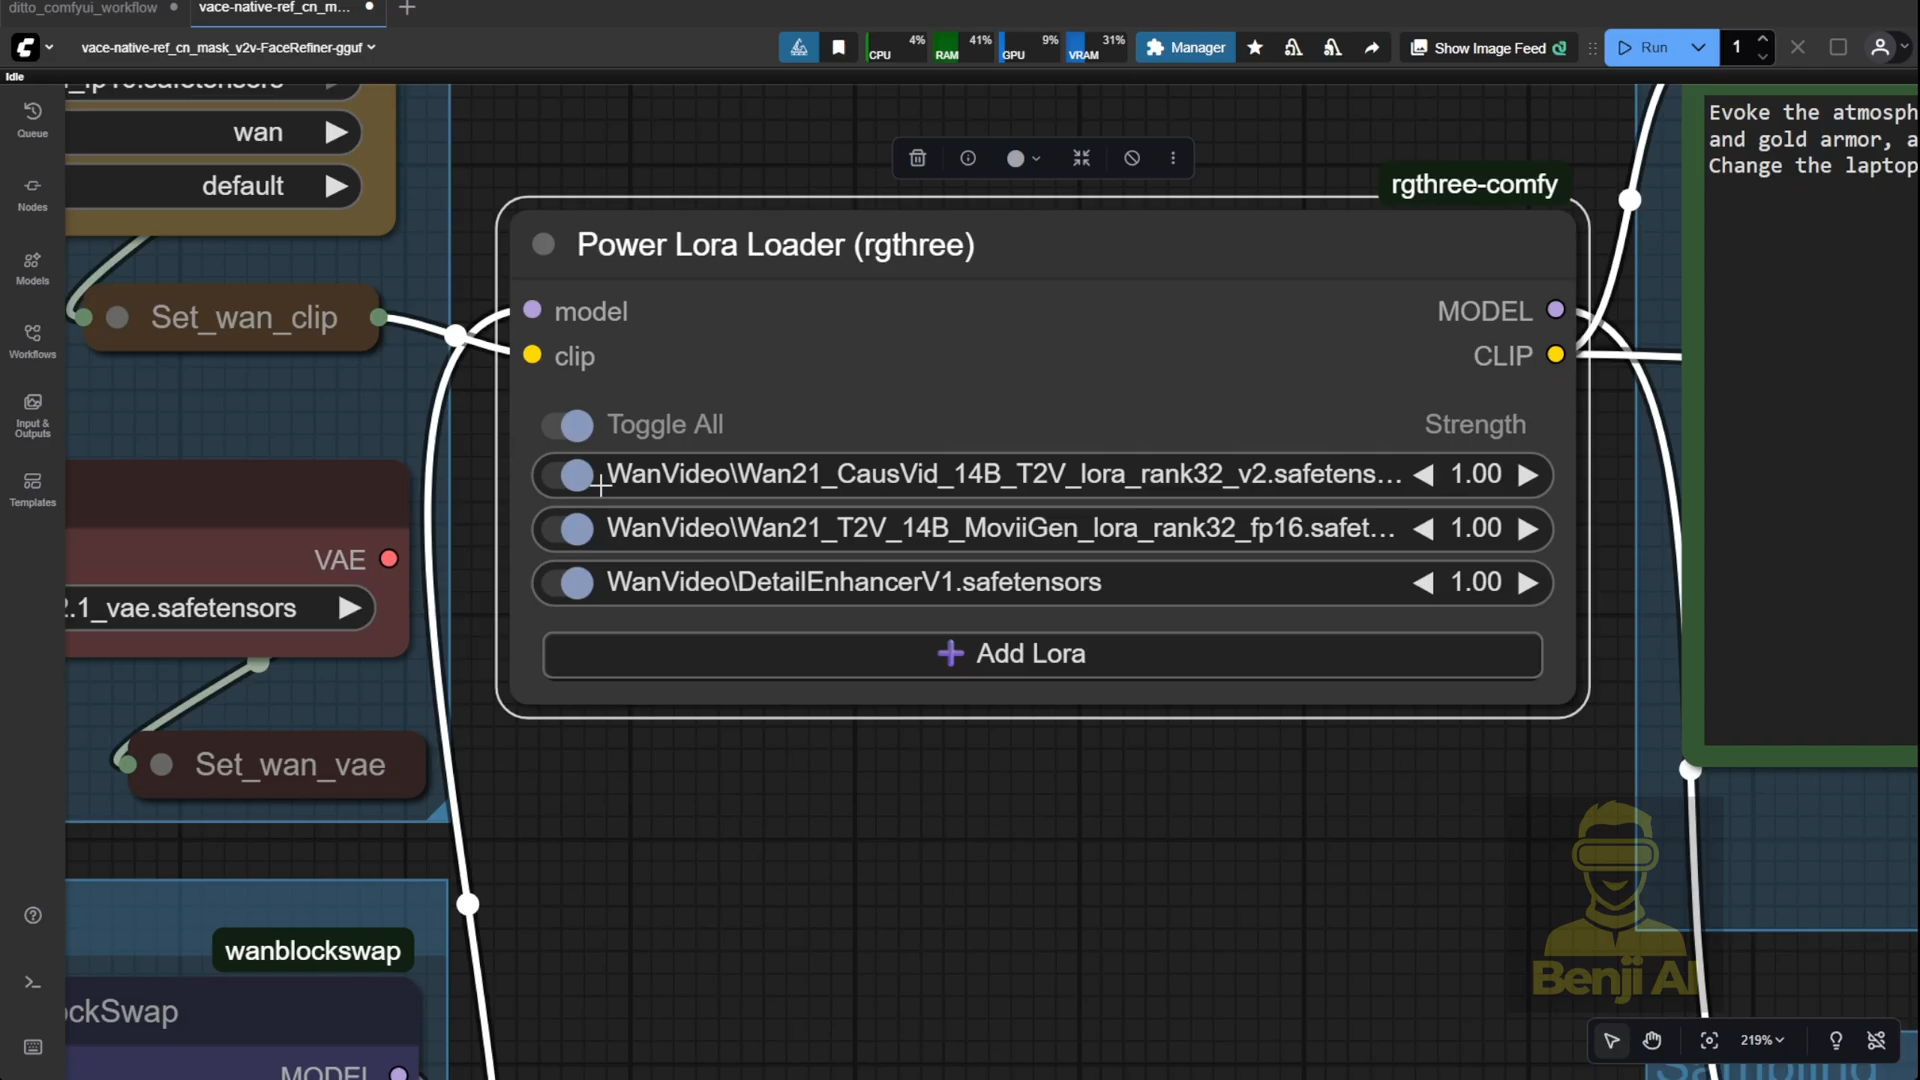 ditto_comfyui_workflow
vace-native-ref_cn_m...
vace-native-ref_cn_mask_v2v-FaceRefiner-gguf
CPU 4%
RAM 41%
GPU 9%
VRAM 31%
Manager
Show Image Feed
Run
1
Idle
Queue
Nodes
Models
Workflows
Input &
Outputs
Templates
wan
default
Set_wan_clip
VAE
2.1_vae.safetensors
Set_wan_vae
wanblockswap
ockSwap
MODEL
rgthree-comfy
Power Lora Loader (rgthree)
model
MODEL
clip
CLIP
Toggle All
Strength
WanVideo\Wan21_CausVid_14B_T2V_lora_rank32_v2.safetens... 1.00
WanVideo\Wan21_T2V_14B_MoviiGen_lora_rank32_fp16.safet... 1.00
WanVideo\DetailEnhancerV1.safetensors 1.00
Add Lora
Evoke the atmosph
and gold armor, a
Change the laptop
Benji AI
219%
Sampling